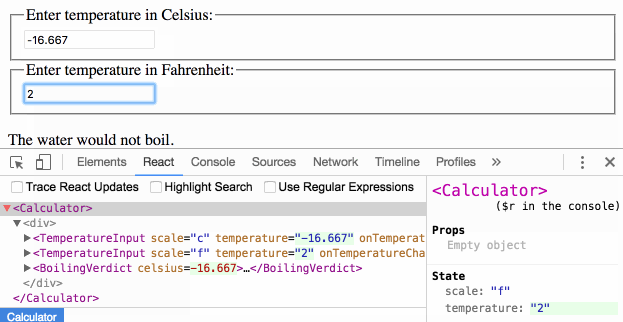 Enter temperature in Celsius:
-16.667
Enter temperature in Fahrenheit:
2
The water would not boil.
Elements React Console Sources Network Timeline Profiles »
Trace React Updates Highlight Search Use Regular Expressions
<Calculator>
<div>
<TemperatureInput scale="c" temperature="-16.667" onTemperat
<TemperatureInput scale="f" temperature="2" onTemperatureCha
<BoilingVerdict celsius=-16.667>…</BoilingVerdict>
</div>
</Calculator>
Calculator
<Calculator>
($r in the console)
Props
Empty object
State
scale: "f"
temperature: "2"